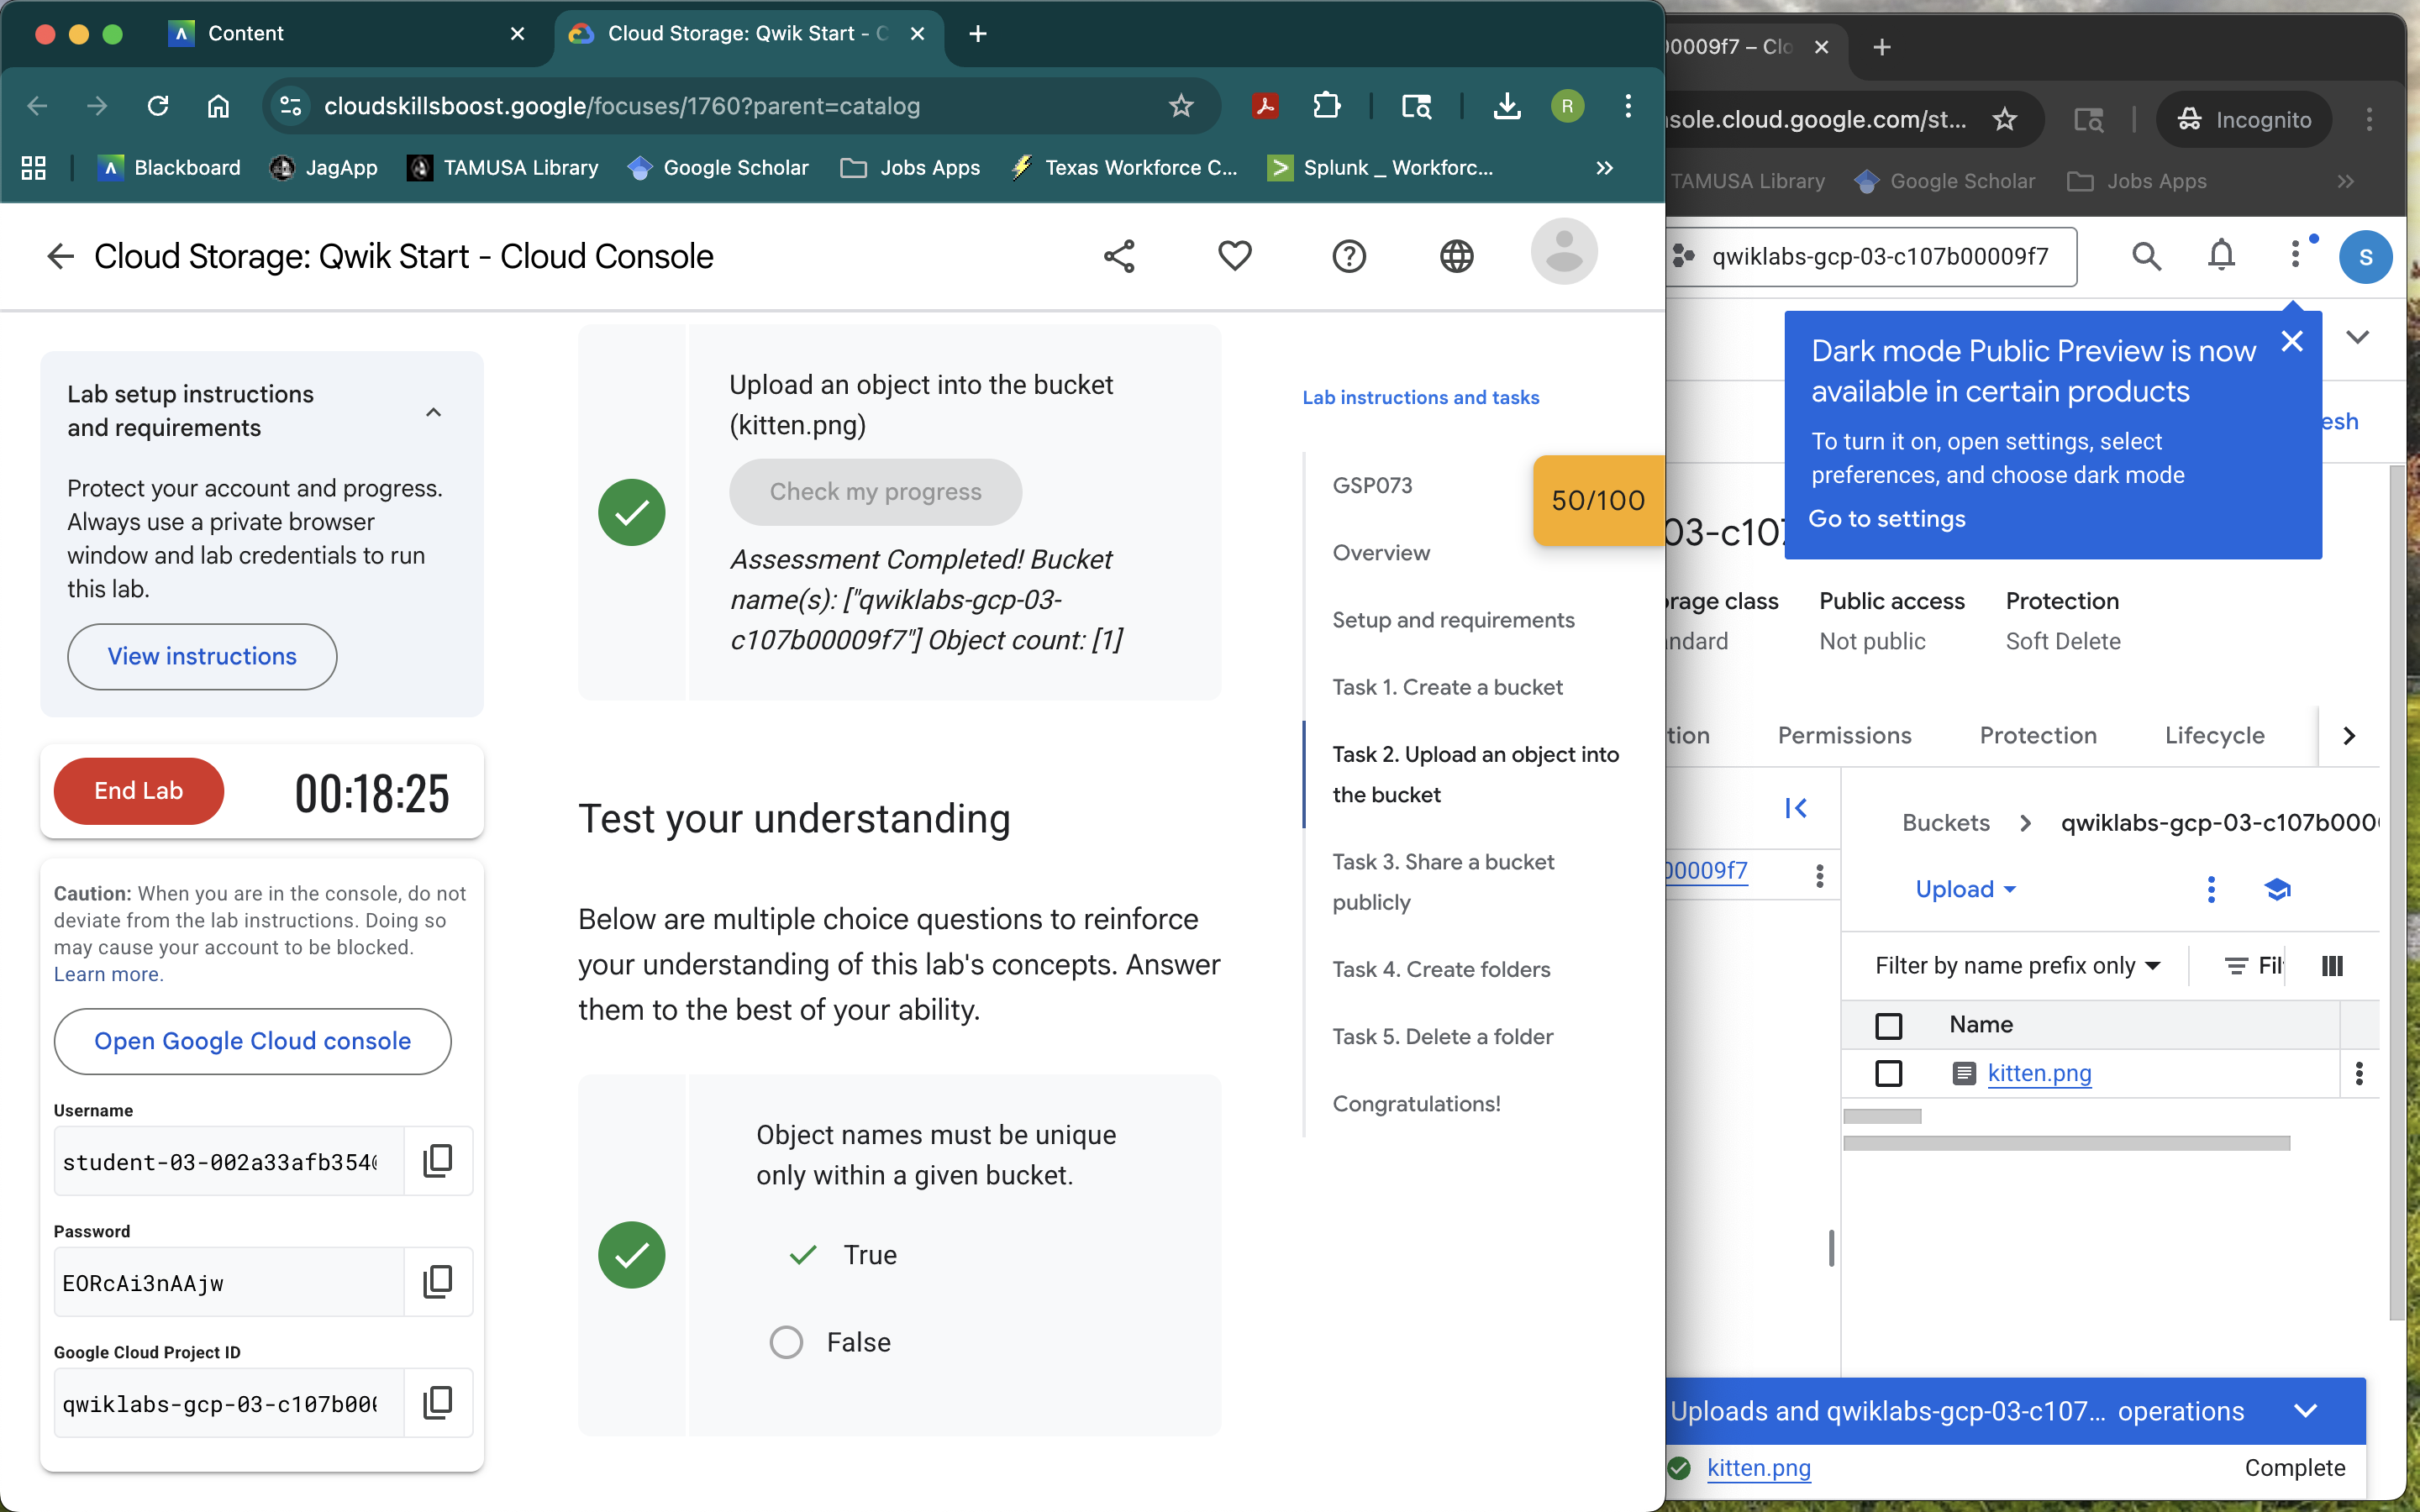 Content
Cloud Storage: Qwik Start - C
cloudskillsboost.google/focuses/1760?parent=catalog
R
Blackboard
JagApp
TAMUSA Library
Google Scholar
Jobs Apps
Texas Workforce C...
Splunk _ Workforc...
Cloud Storage: Qwik Start - Cloud Console
Lab setup instructions
and requirements
Protect your account and progress.
Always use a private browser
window and lab credentials to run
this lab.
View instructions
End Lab
00:18:25
Caution: When you are in the console, do not
deviate from the lab instructions. Doing so
may cause your account to be blocked.
Learn more.
Open Google Cloud console
Username
student-03-002a33afb354@
Password
EORcAi3nAAjw
Google Cloud Project ID
qwiklabs-gcp-03-c107b00
Upload an object into the bucket
(kitten.png)
Check my progress
Assessment Completed! Bucket
name(s): ["qwiklabs-gcp-03-
c107b00009f7"] Object count: [1]
Test your understanding
Below are multiple choice questions to reinforce
your understanding of this lab's concepts. Answer
them to the best of your ability.
Object names must be unique
only within a given bucket.
True
False
Lab instructions and tasks
GSP073
Overview
Setup and requirements
Task 1. Create a bucket
Task 2. Upload an object into
the bucket
Task 3. Share a bucket
publicly
Task 4. Create folders
Task 5. Delete a folder
Congratulations!
50/100
00009f7 – Clo
sole.cloud.google.com/st...
Incognito
TAMUSA Library
Google Scholar
Jobs Apps
qwiklabs-gcp-03-c107b00009f7
S
Dark mode Public Preview is now
available in certain products
To turn it on, open settings, select
preferences, and choose dark mode
Go to settings
esh
03-c107
rage class
Public access
Protection
ndard
Not public
Soft Delete
tion
Permissions
Protection
Lifecycle
00009f7
Buckets
qwiklabs-gcp-03-c107b000
Upload
Filter by name prefix only
Fil
Name
kitten.png
Uploads and qwiklabs-gcp-03-c107... operations
kitten.png
Complete